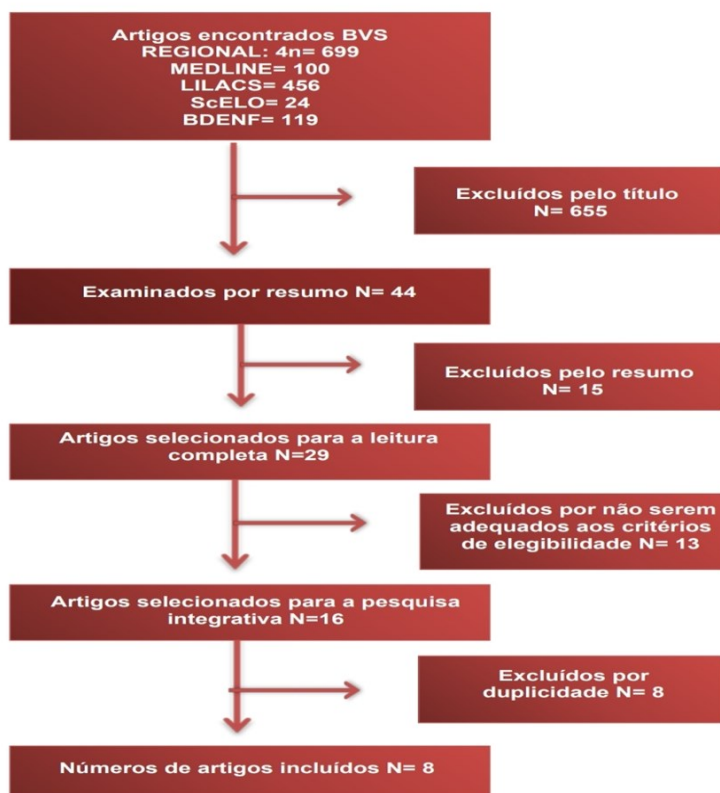 Artigos encontrados BVS
REGIONAL: 4n= 699
MEDLINE= 100
LILACS= 456
ScELO= 24
BDENF= 119
Excluídos pelo título
N= 655
Examinados por resumo N= 44
Excluídos pelo resumo
N= 15
Artigos selecionados para a leitura
completa N=29
Excluídos por não serem
adequados aos critérios
de elegibilidade N= 13
Artigos selecionados para a pesquisa
integrativa N=16
Excluídos por
duplicidade N= 8
Números de artigos incluídos N= 8